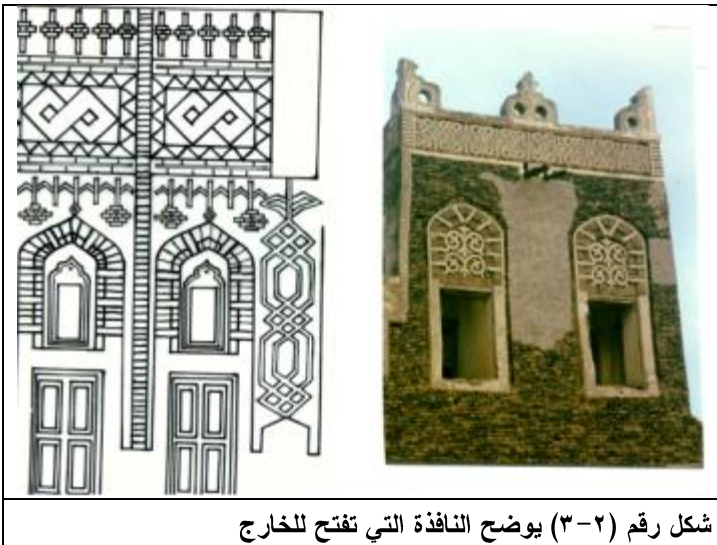 شكل رقم (٢-٣) يوضح النافذة التي تفتح للخارج